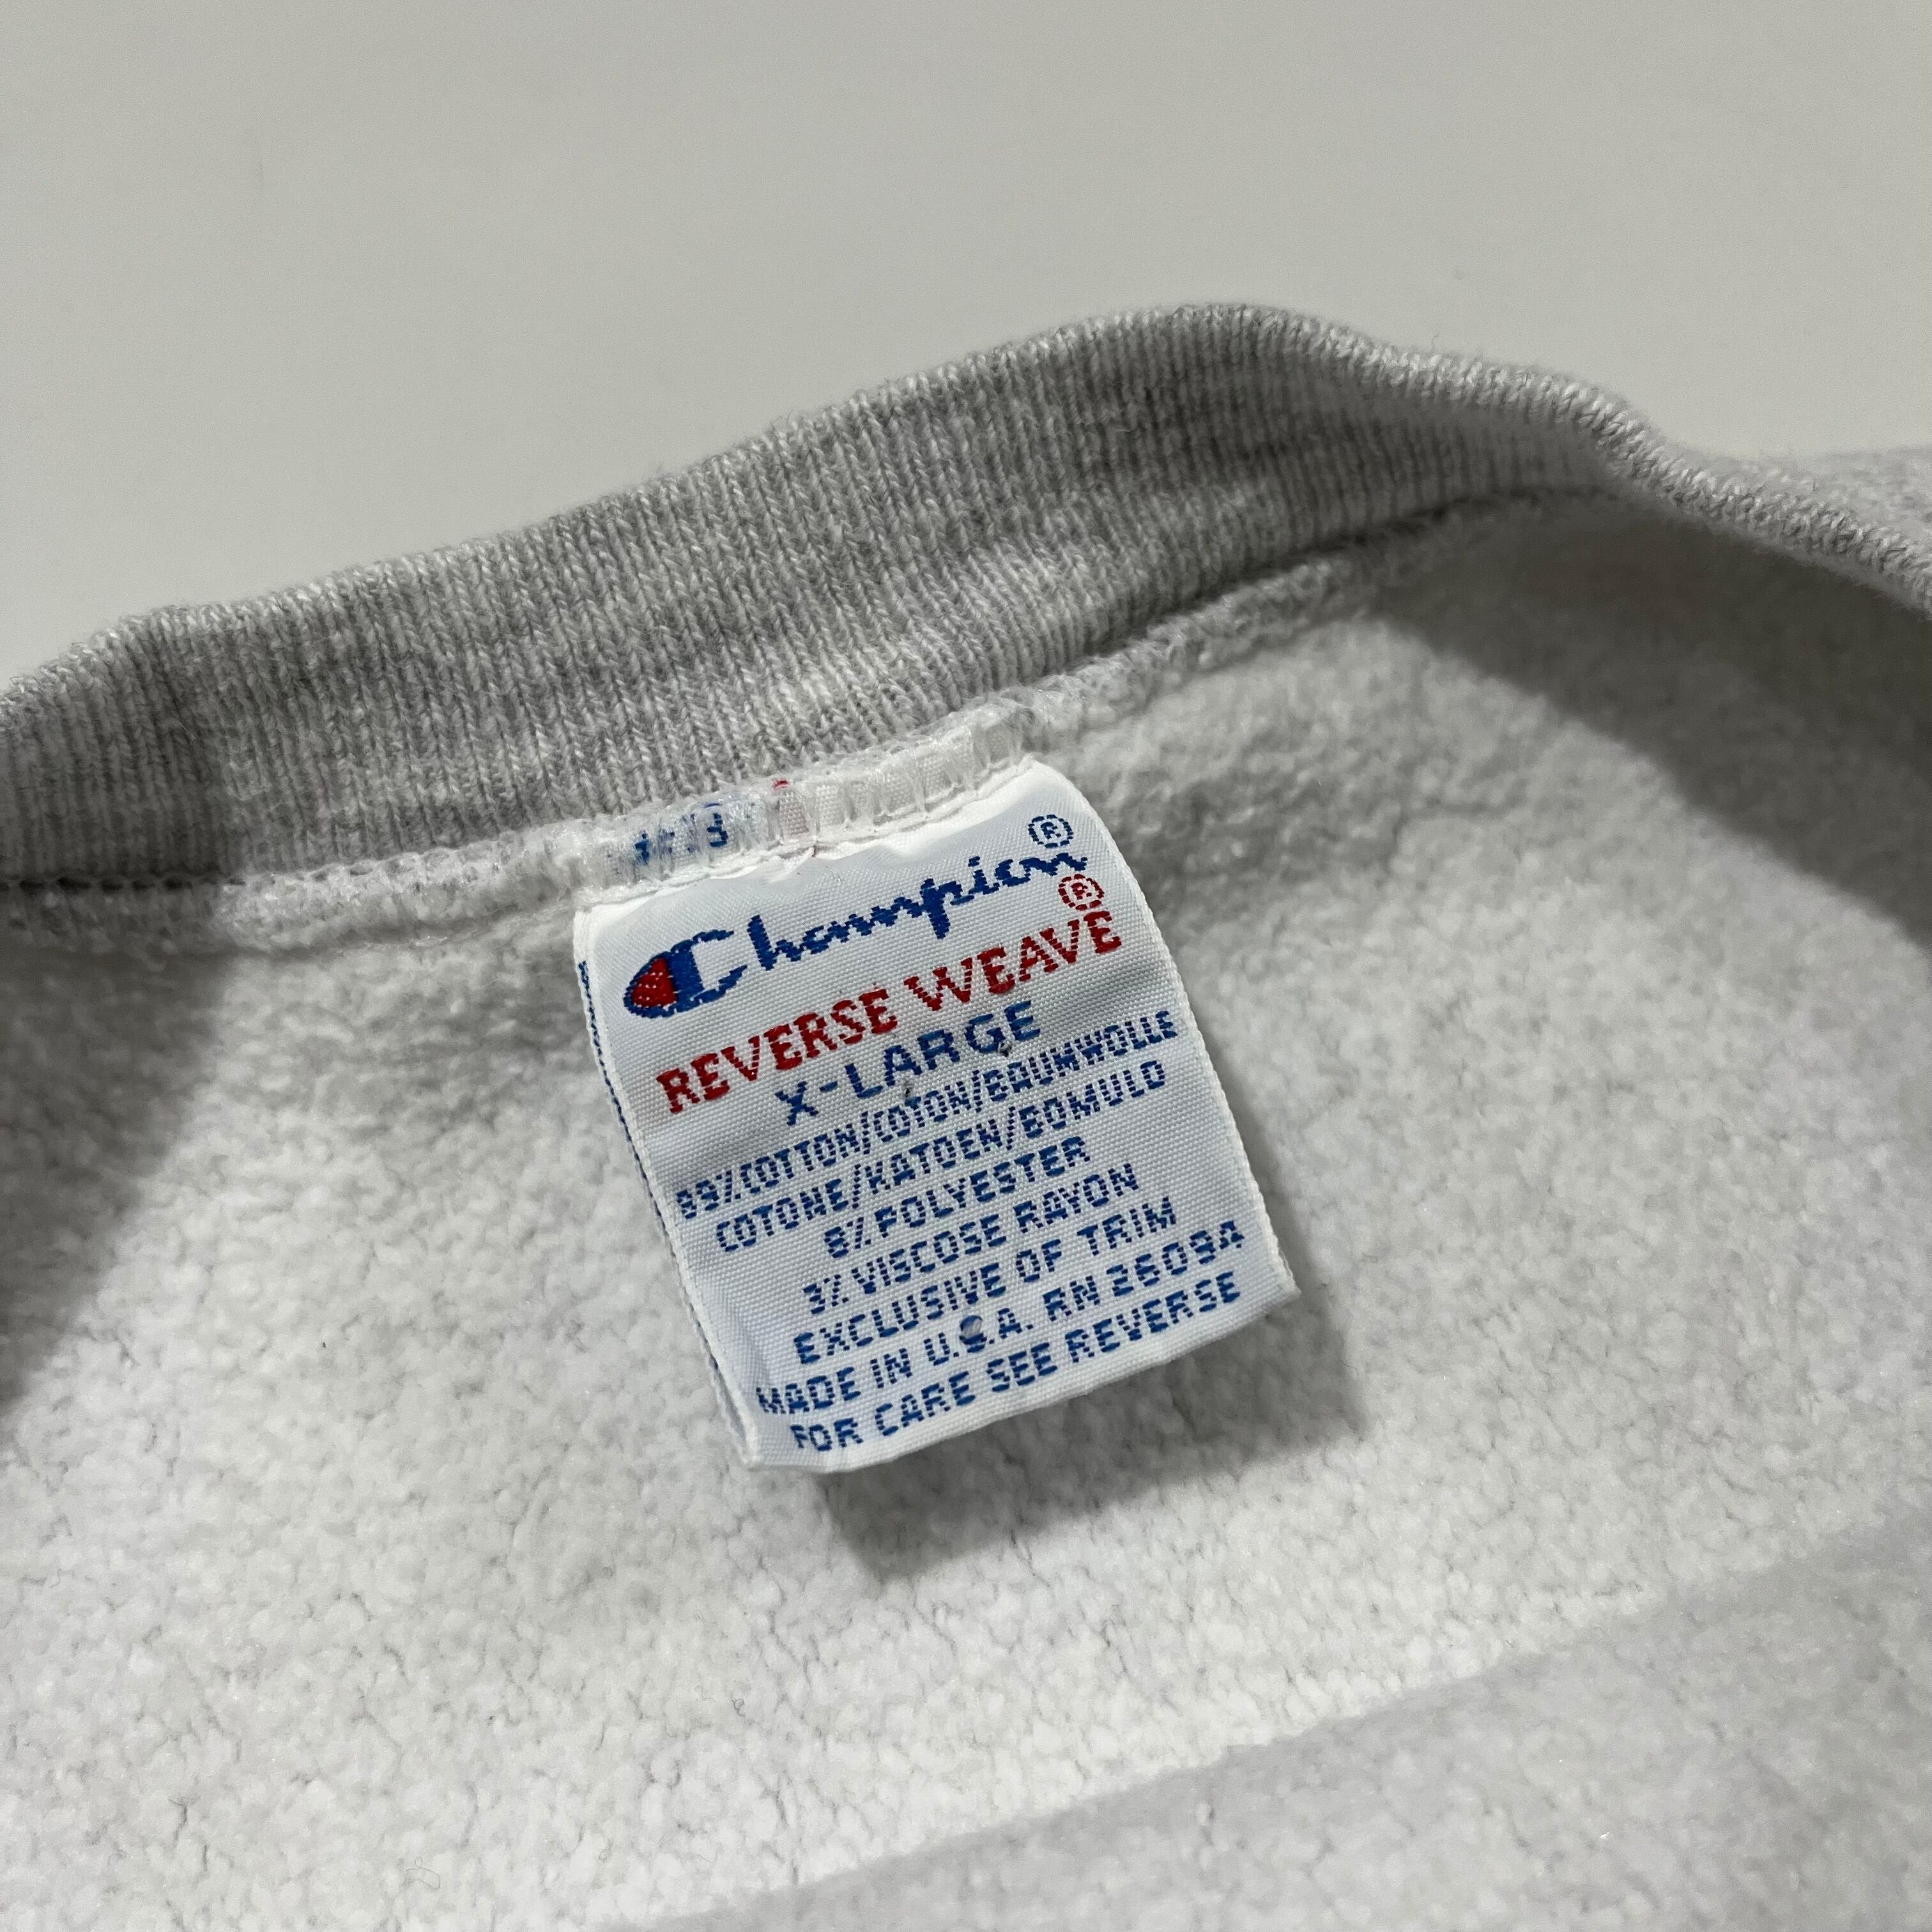 Champion®
REVERSE WEAVE®
X-LARGE
89%COTTON/COTON/BAUMWOLLE
COTONE/KATOEN/BOMULD
8% POLYESTER
3% VISCOSE RAYON
EXCLUSIVE OF TRIM
MADE IN U.S.A. RN 26094
FOR CARE SEE REVERSE